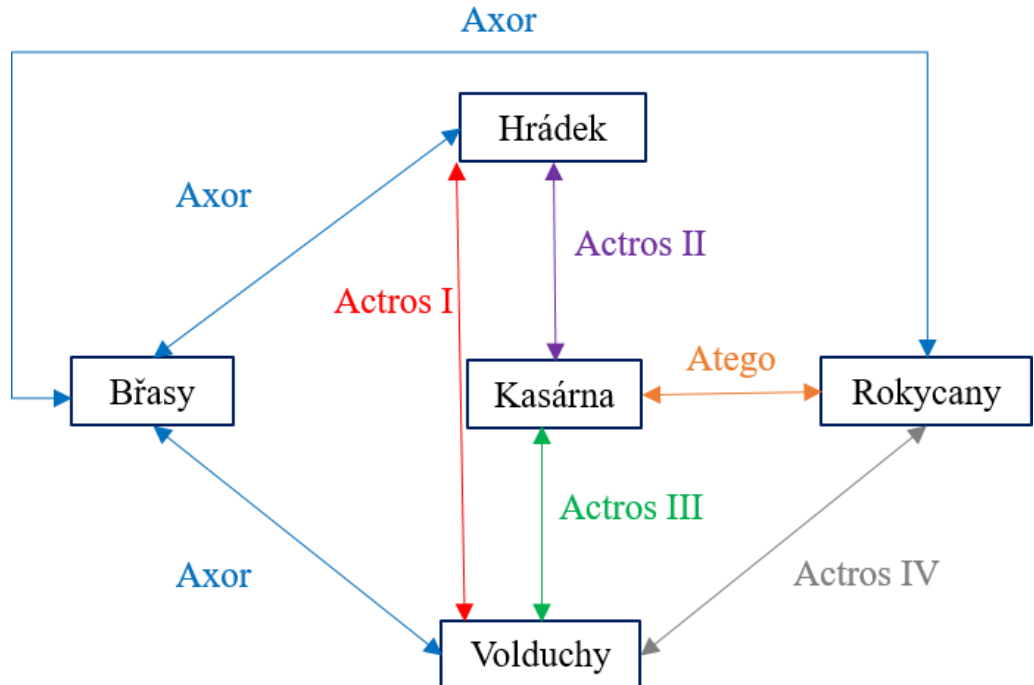 Axor
Hrádek
Axor
Actros II
Actros I
Břasy
Kasárna
Atego
Rokycany
Actros III
Axor
Actros IV
Volduchy